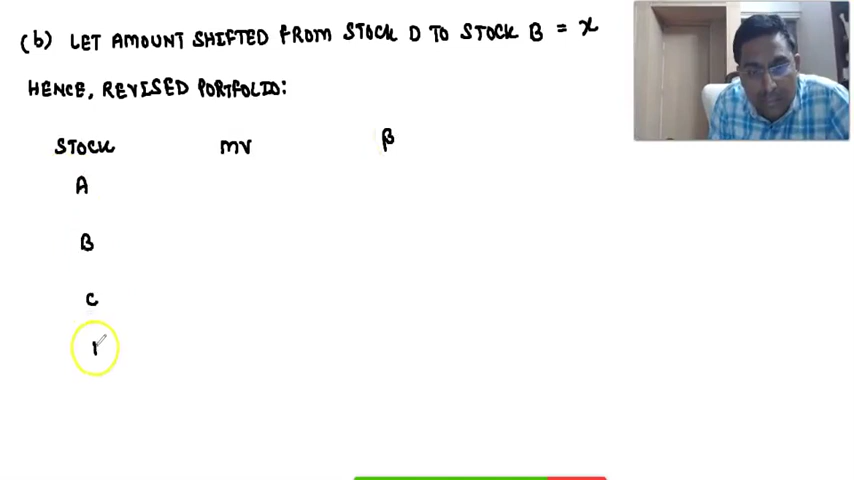 (b) LET AMOUNT SHIFTED FROM STOCK D TO STOCK B = x
HENCE, REVISED PORTFOLIO:
STOCK MV β
A
B
C